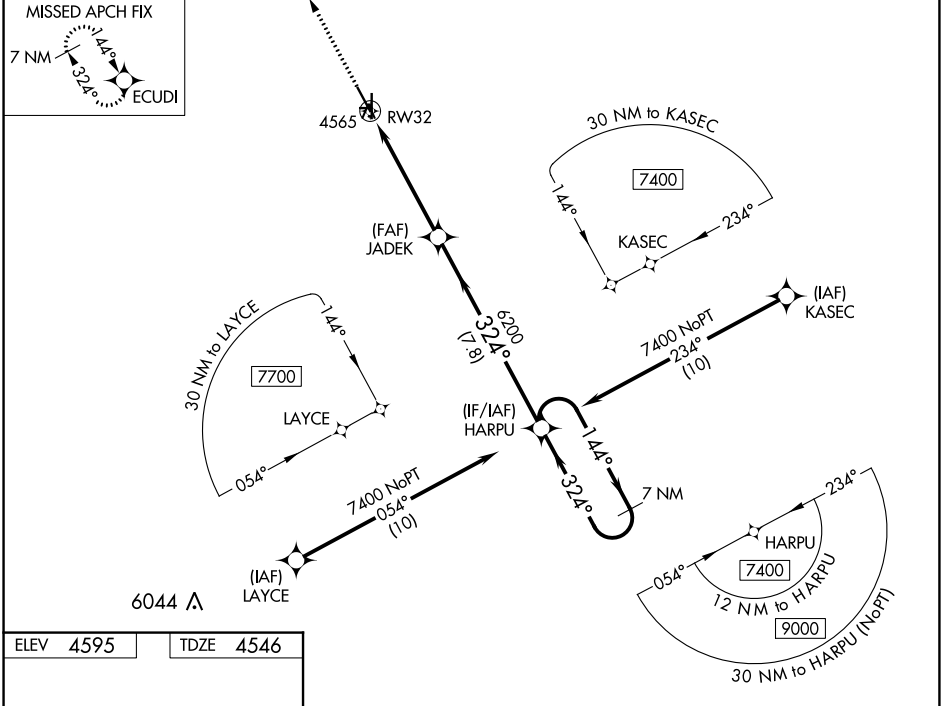 MISSED APCH FIX
7 NM
144°
324°
ECUDI
4565
RW32
30 NM to KASEC
7400
144°
234°
KASEC
(FAF)
JADEK
(IAF)
KASEC
7400 NoPT
234°
(10)
6200
324°
(7.8)
30 NM to LAYCE
144°
7700
LAYCE
054°
(IF/IAF)
HARPU
144°
324°
7 NM
7400 NoPT
054°
(10)
(IAF)
LAYCE
234°
HARPU
054°
7400
12 NM to HARPU
9000
30 NM to HARPU (NoPT)
6044
ELEV 4595
TDZE 4546